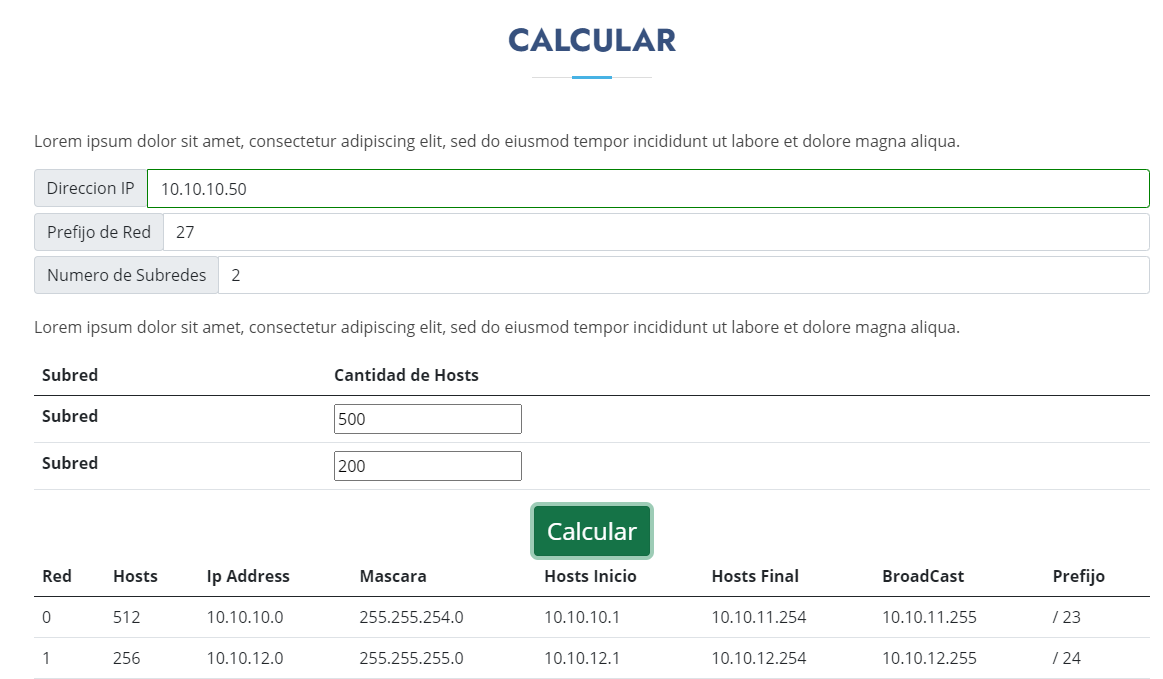 CALCULAR
Lorem ipsum dolor sit amet, consectetur adipiscing elit, sed do eiusmod tempor incididunt ut labore et dolore magna aliqua.
Direccion IP 10.10.10.50
Prefijo de Red 27
Numero de Subredes 2
Lorem ipsum dolor sit amet, consectetur adipiscing elit, sed do eiusmod tempor incididunt ut labore et dolore magna aliqua.
Subred Cantidad de Hosts
Subred 500
Subred 200
Calcular
Red Hosts Ip Address Mascara Hosts Inicio Hosts Final BroadCast Prefijo
0 512 10.10.10.0 255.255.254.0 10.10.10.1 10.10.11.254 10.10.11.255 / 23
1 256 10.10.12.0 255.255.255.0 10.10.12.1 10.10.12.254 10.10.12.255 / 24